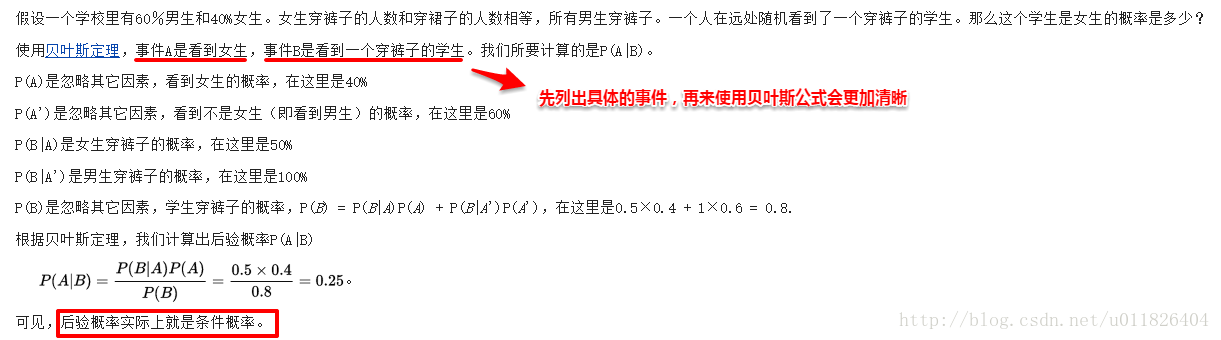 假设一个学校里有60%男生和40%女生。女生穿裤子的人数和穿裙子的人数相等，所有男生穿裤子。一个人在远处随机看到了一个穿裤子的学生。那么这个学生是女生的概率是多少？
使用贝叶斯定理，事件A是看到女生，事件B是看到一个穿裤子的学生。我们所要计算的是P(A|B)。
P(A)是忽略其它因素，看到女生的概率，在这里是40%
先列出具体的事件，再来使用贝叶斯公式会更加清晰
P(A')是忽略其它因素，看到不是女生（即看到男生）的概率，在这里是60%
P(B|A)是女生穿裤子的概率，在这里是50%
P(B|A')是男生穿裤子的概率，在这里是100%
P(B)是忽略其它因素，学生穿裤子的概率，P(B) = P(B|A)P(A) + P(B|A')P(A')，在这里是0.5×0.4 + 1×0.6 = 0.8.
根据贝叶斯定理，我们计算出后验概率P(A|B)
P(A|B) = P(B|A)P(A) / P(B) = 0.5 × 0.4 / 0.8 = 0.25。
可见，后验概率实际上就是条件概率。
http://blog.csdn.net/u011826404